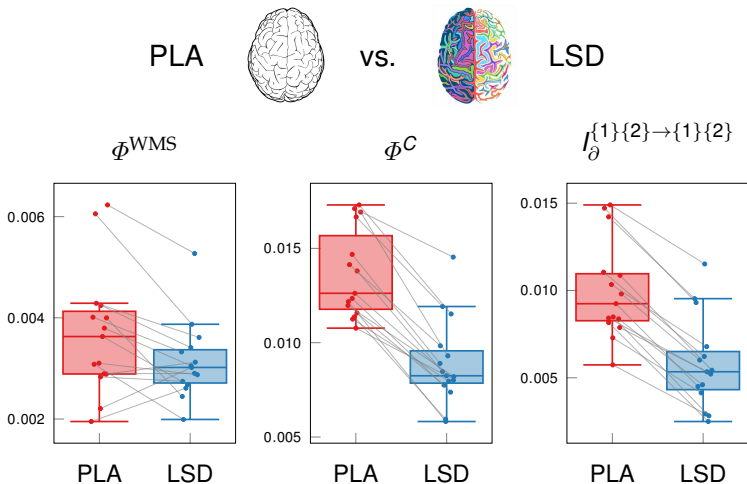 PLA vs. LSD
Φ^WMS Φ^C I_∂^{1}{2}→{1}{2}
0.006
0.004
0.002
PLA LSD
0.015
0.010
0.005
PLA LSD
0.015
0.010
0.005
PLA LSD